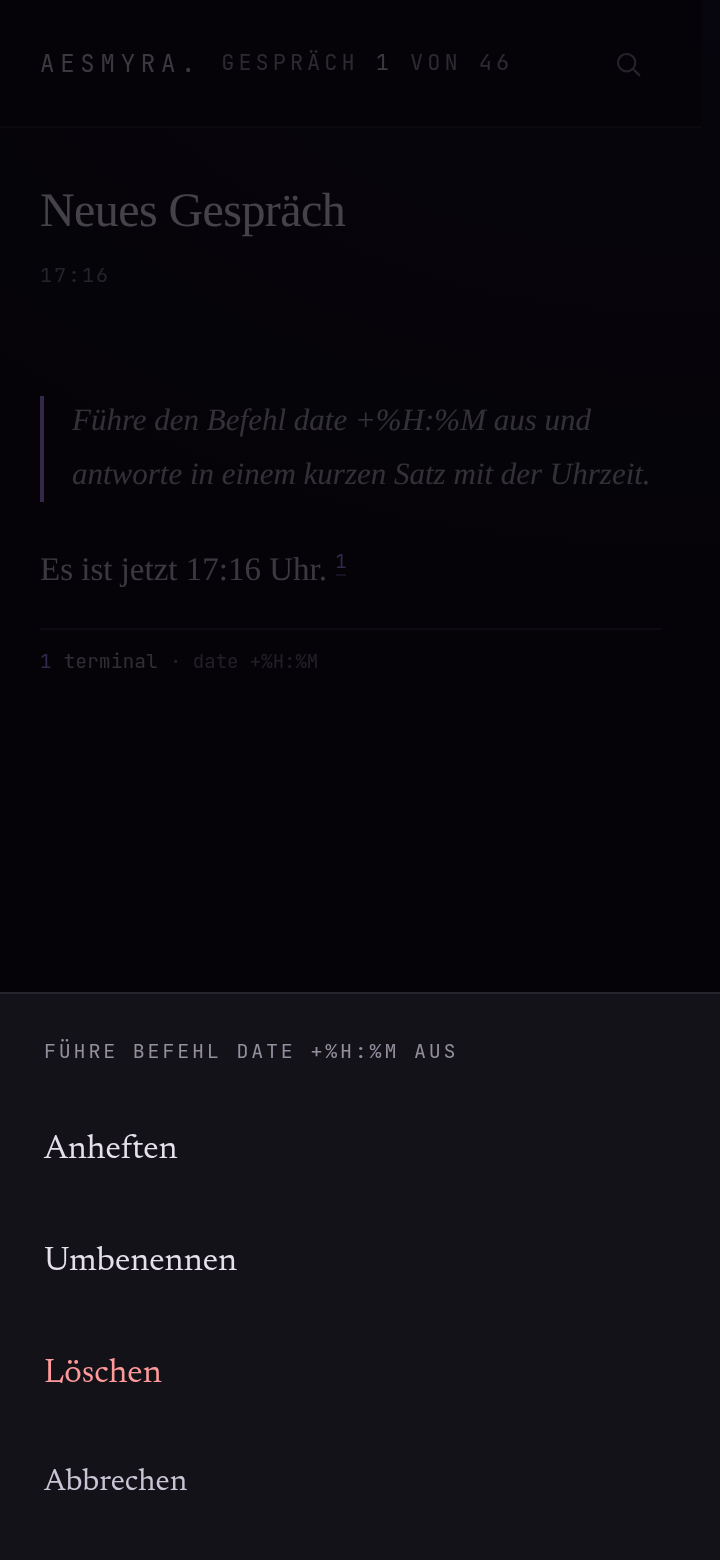 AESMYRA. GESPRÄCH 1 VON 46
Neues Gespräch
17:16
Führe den Befehl date +%H:%M aus und
antworte in einem kurzen Satz mit der Uhrzeit.
Es ist jetzt 17:16 Uhr. 1
1 terminal · date +%H:%M
FÜHRE BEFEHL DATE +%H:%M AUS
Anheften
Umbenennen
Löschen
Abbrechen